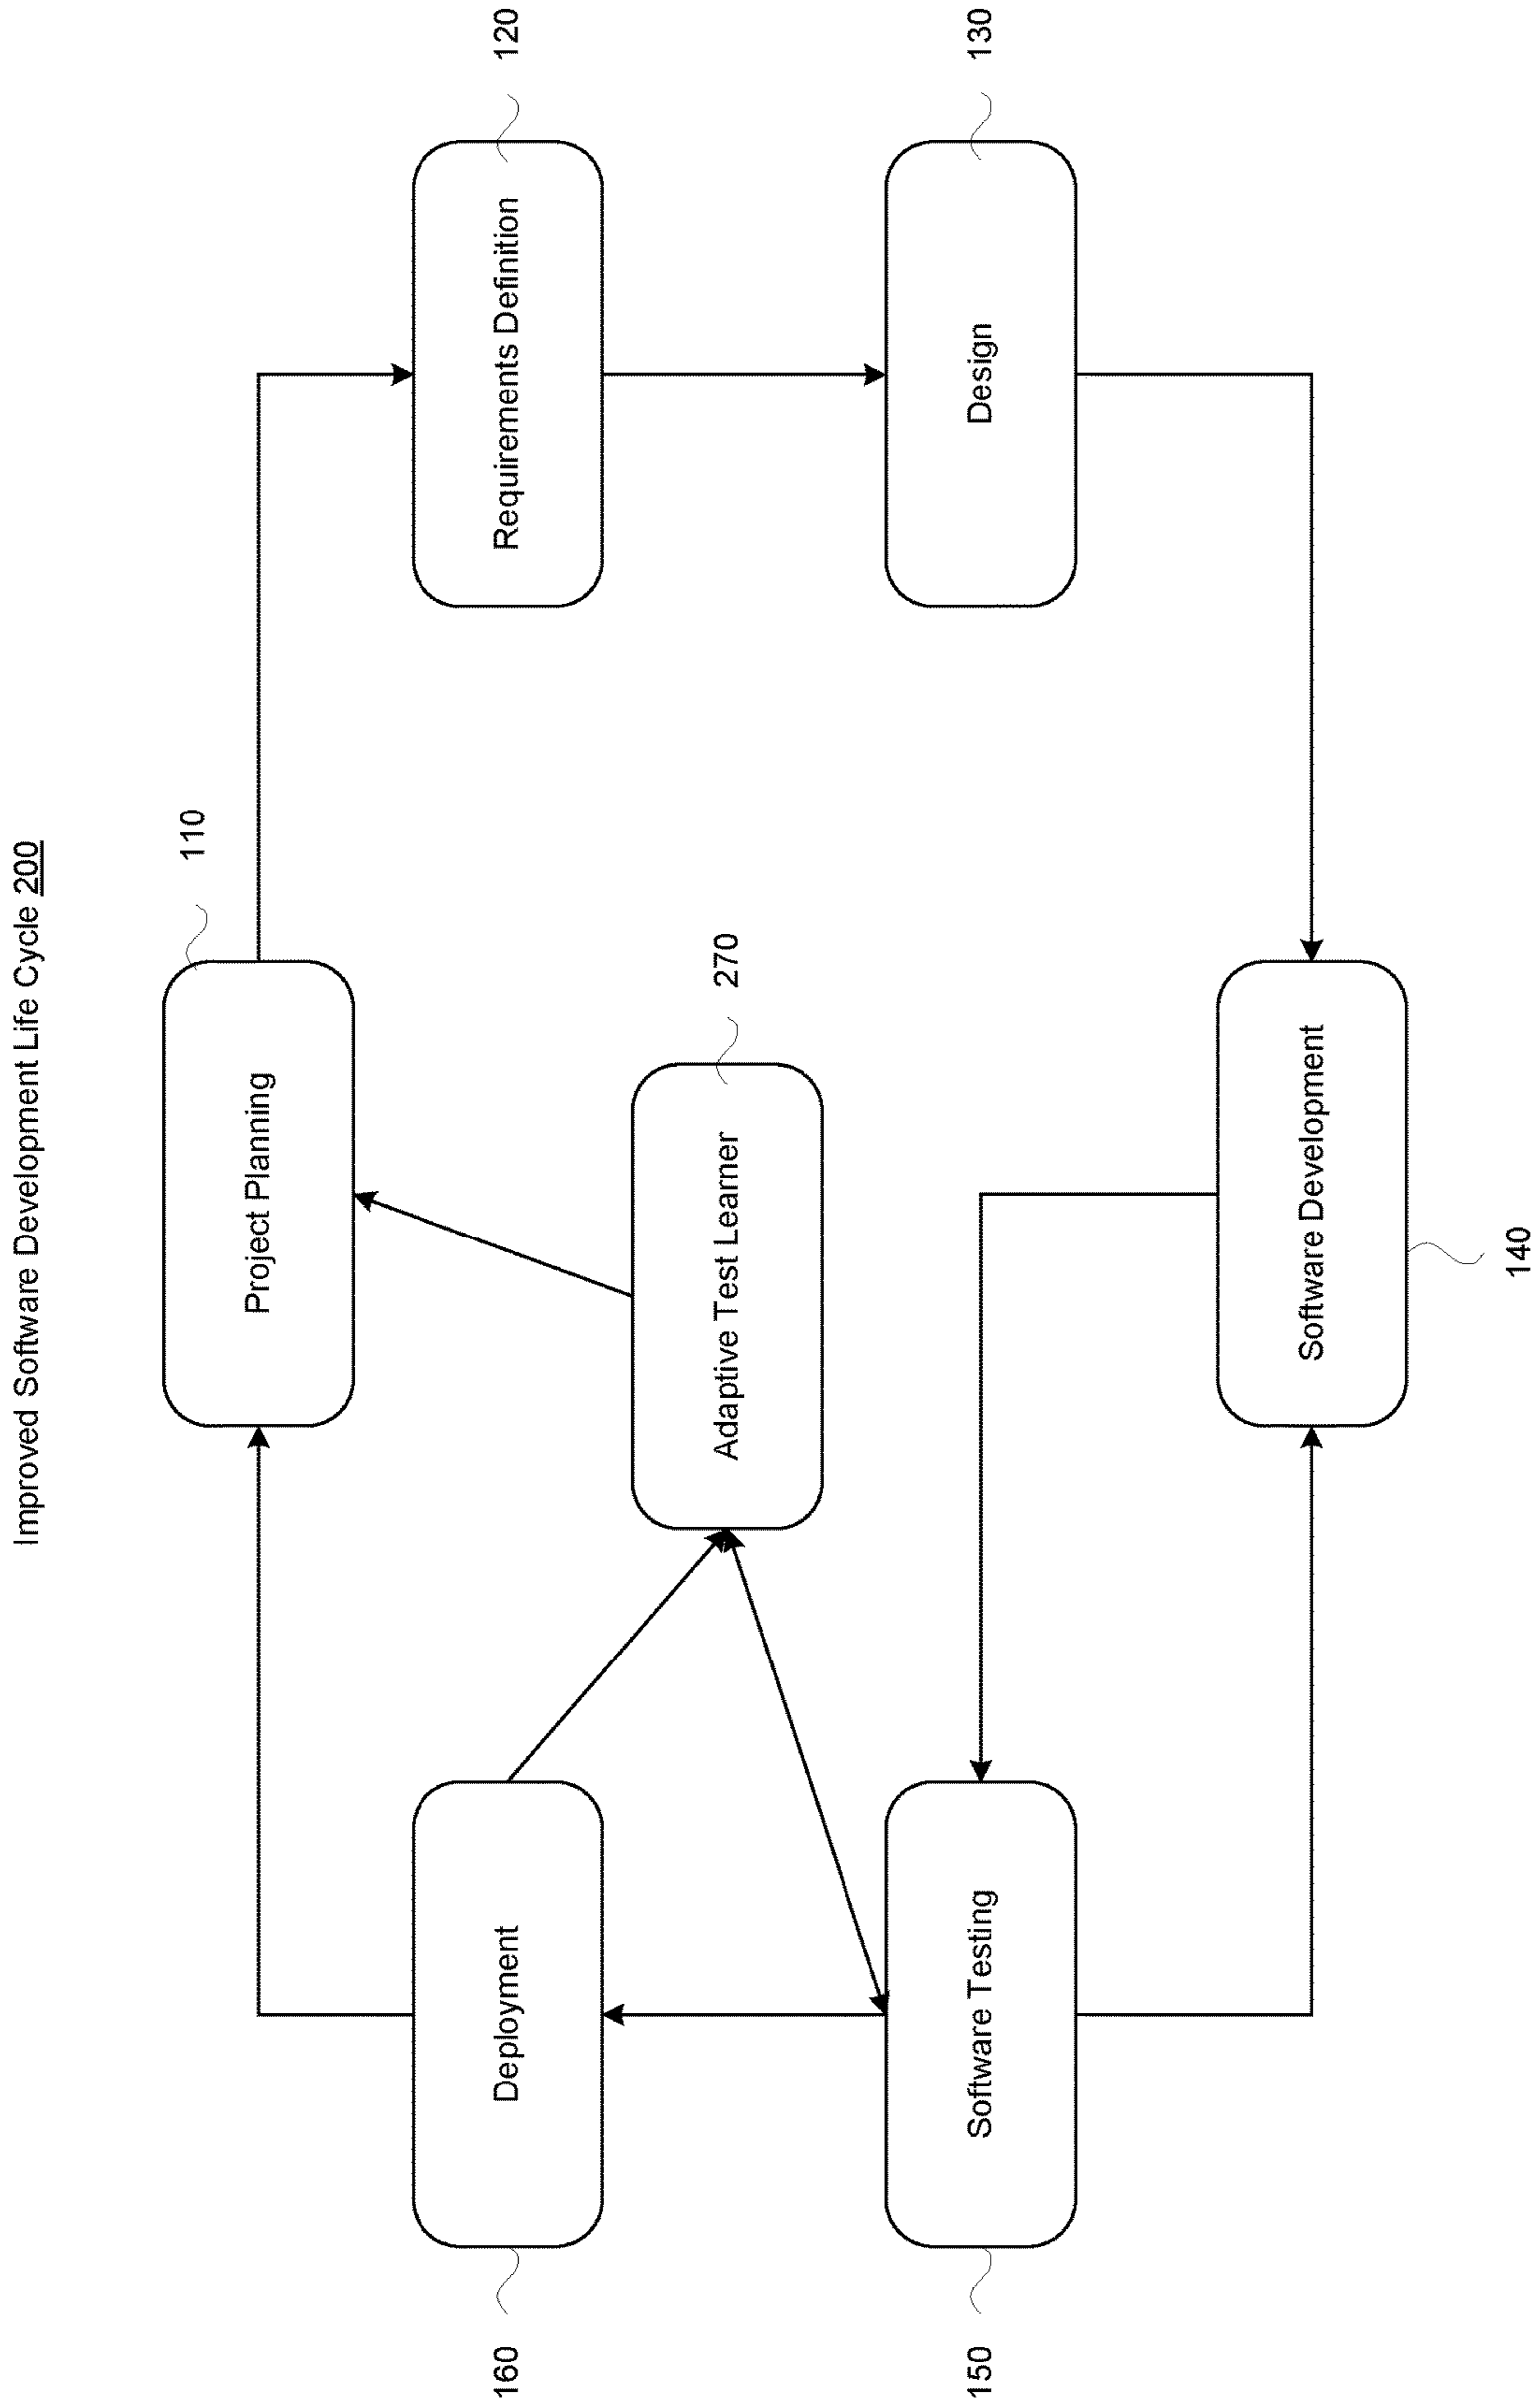 Improved Software Development Life Cycle 200
110
Project Planning
160
Deployment
Requirements Definition
120
270
Adaptive Test Learner
150
Software Testing
Design
130
Software Development
140